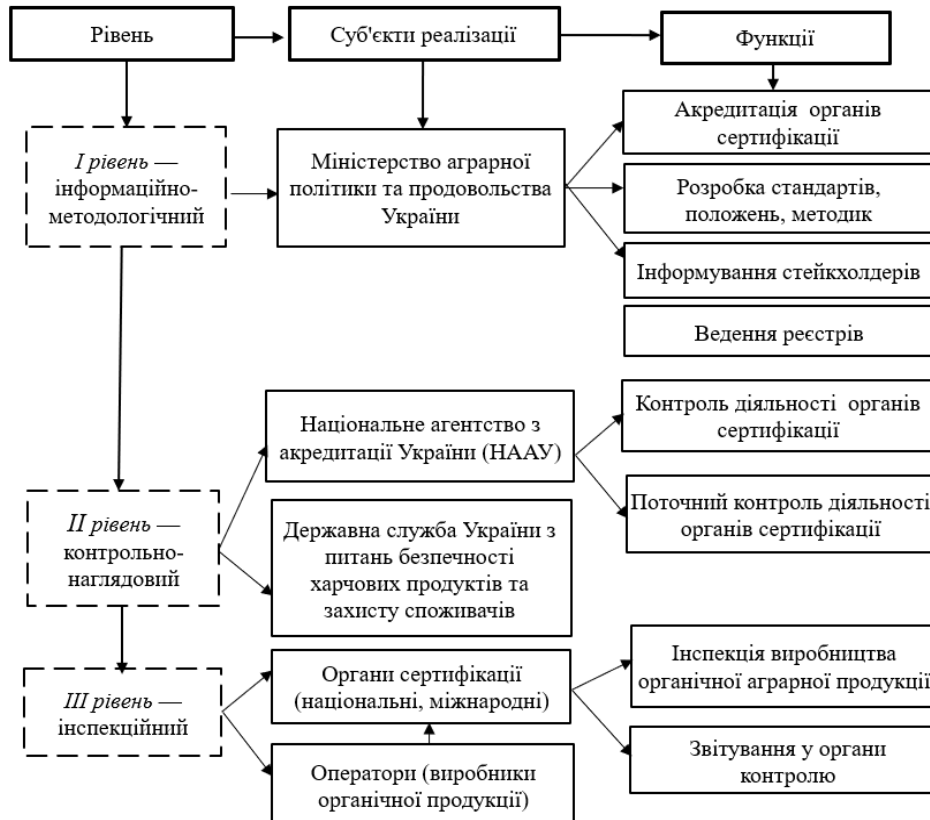 Рівень
Суб'єкти реалізації
Функції
І рівень —
інформаційно-
методологічний
Міністерство аграрної
політики та продовольства
України
Акредитація органів
сертифікації
Розробка стандартів,
положень, методик
Інформування стейкхолдерів
Ведення реєстрів
ІІ рівень —
контрольно-
наглядовий
Національне агентство з
акредитації України (НААУ)
Державна служба України з
питань безпечності
харчових продуктів та
захисту споживачів
Контроль діяльності органів
сертифікації
Поточний контроль діяльності
органів сертифікації
ІІІ рівень —
інспекційний
Органи сертифікації
(національні, міжнародні)
Оператори (виробники
органічної продукції)
Інспекція виробництва
органічної аграрної продукції
Звітування у органи
контролю